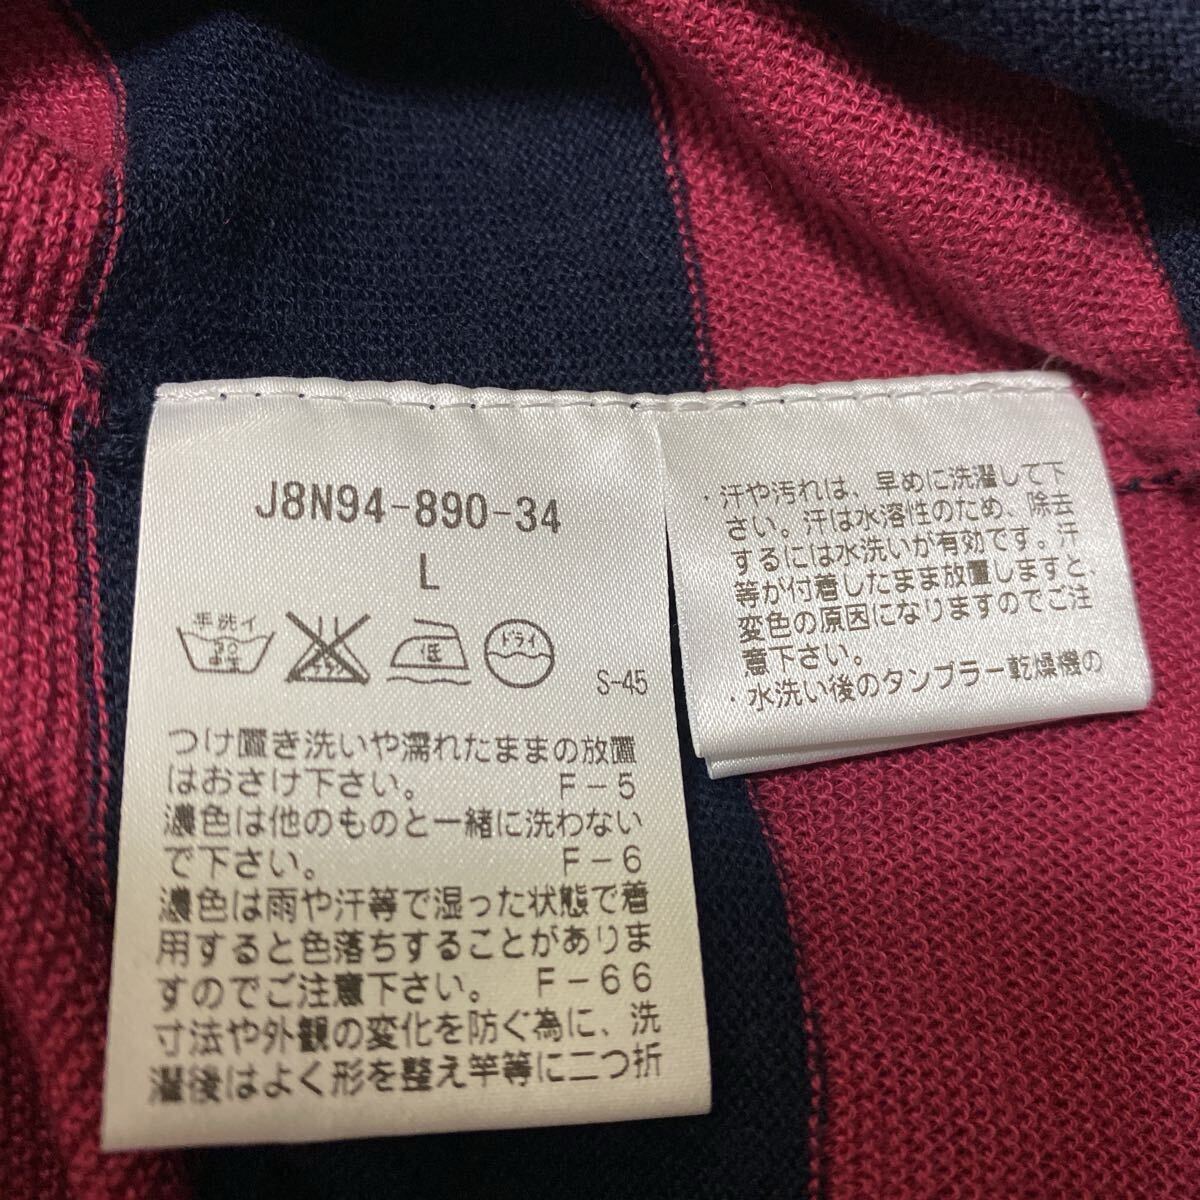 J8N94-890-34
L
手洗イ
30
中性
エンソ
サラシ
低
ドライ
S-45
つけ置き洗いや濡れたままの放置
はおさけ下さい。 F-5
濃色は他のものと一緒に洗わない
で下さい。 F-6
濃色は雨や汗等で湿った状態で着
用すると色落ちすることがありま
すのでご注意下さい。 F-66
寸法や外観の変化を防ぐ為に、洗
濯後はよく形を整え竿等に二つ折
・汗や汚れは、早めに洗濯して下
さい。汗は水溶性のため、除去
するには水洗いが有効です。汗
等が付着したまま放置しますと、
変色の原因になりますのでご注
意下さい。
・水洗い後のタンブラー乾燥機の